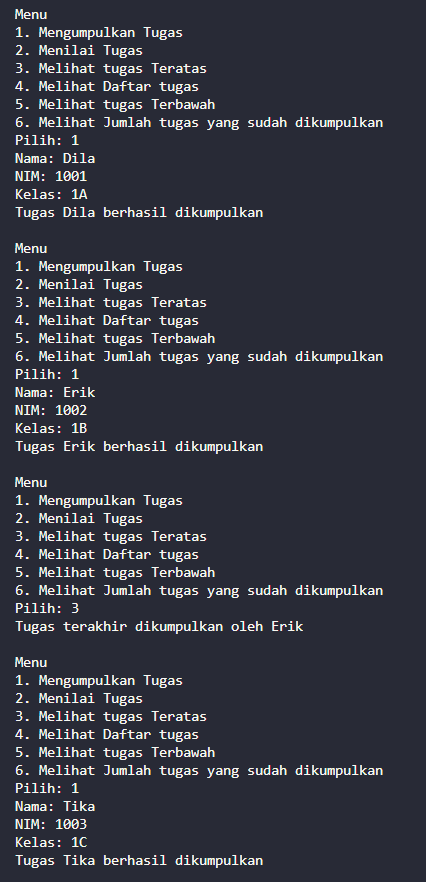 Menu
1. Mengumpulkan Tugas
2. Menilai Tugas
3. Melihat tugas Teratas
4. Melihat Daftar tugas
5. Melihat tugas Terbawah
6. Melihat Jumlah tugas yang sudah dikumpulkan
Pilih: 1
Nama: Dila
NIM: 1001
Kelas: 1A
Tugas Dila berhasil dikumpulkan

Menu
1. Mengumpulkan Tugas
2. Menilai Tugas
3. Melihat tugas Teratas
4. Melihat Daftar tugas
5. Melihat tugas Terbawah
6. Melihat Jumlah tugas yang sudah dikumpulkan
Pilih: 1
Nama: Erik
NIM: 1002
Kelas: 1B
Tugas Erik berhasil dikumpulkan

Menu
1. Mengumpulkan Tugas
2. Menilai Tugas
3. Melihat tugas Teratas
4. Melihat Daftar tugas
5. Melihat tugas Terbawah
6. Melihat Jumlah tugas yang sudah dikumpulkan
Pilih: 3
Tugas terakhir dikumpulkan oleh Erik

Menu
1. Mengumpulkan Tugas
2. Menilai Tugas
3. Melihat tugas Teratas
4. Melihat Daftar tugas
5. Melihat tugas Terbawah
6. Melihat Jumlah tugas yang sudah dikumpulkan
Pilih: 1
Nama: Tika
NIM: 1003
Kelas: 1C
Tugas Tika berhasil dikumpulkan